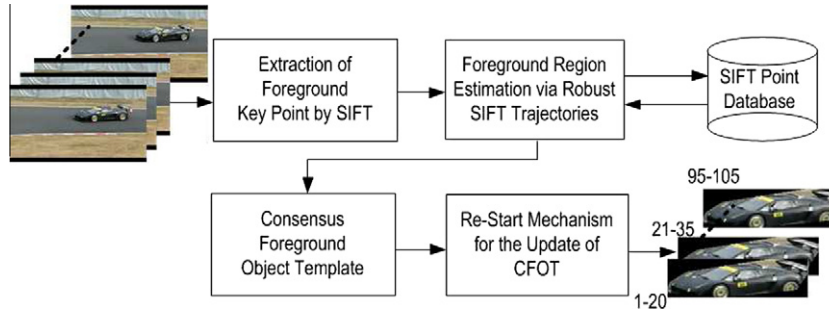 Extraction of
Foreground
Key Point by SIFT
Foreground Region
Estimation via Robust
SIFT Trajectories
SIFT Point
Database
Consensus
Foreground
Object Template
Re-Start Mechanism
for the Update of
CFOT
95-105
21-35
1-20